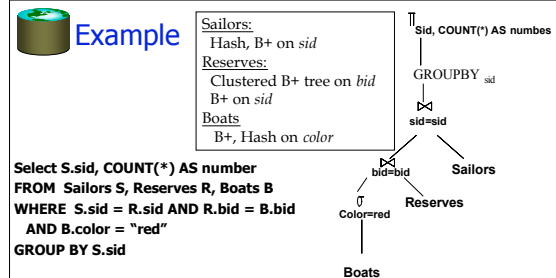 Example
Sailors:
Hash, B+ on sid
Reserves:
Clustered B+ tree on bid
B+ on sid
Boats
B+, Hash on color
Select S.sid, COUNT(*) AS number
FROM Sailors S, Reserves R, Boats B
WHERE S.sid = R.sid AND R.bid = B.bid
AND B.color = “red”
GROUP BY S.sid
π Sid, COUNT(*) AS numbes
GROUPBY sid
⋈
sid=sid
⋈
bid=bid
Sailors
σ
Color=red
Reserves
Boats